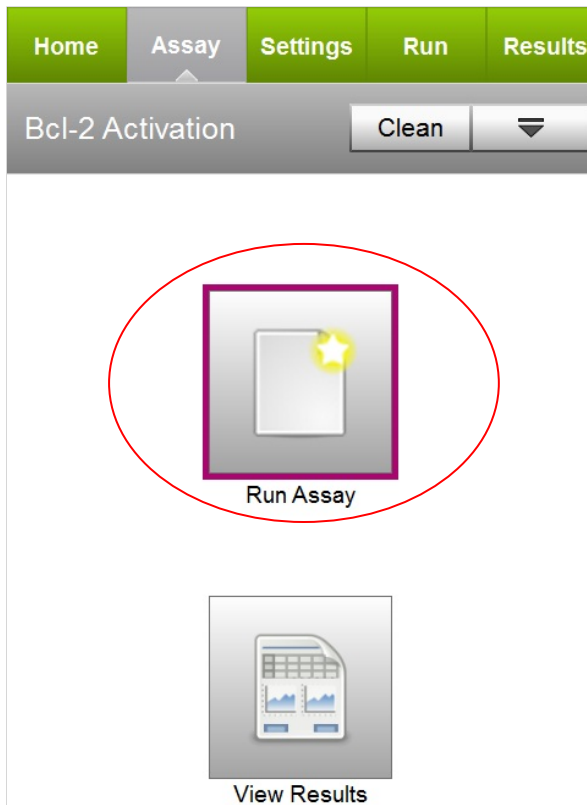 Home Assay Settings Run Results
Bcl-2 Activation Clean
Run Assay
View Results